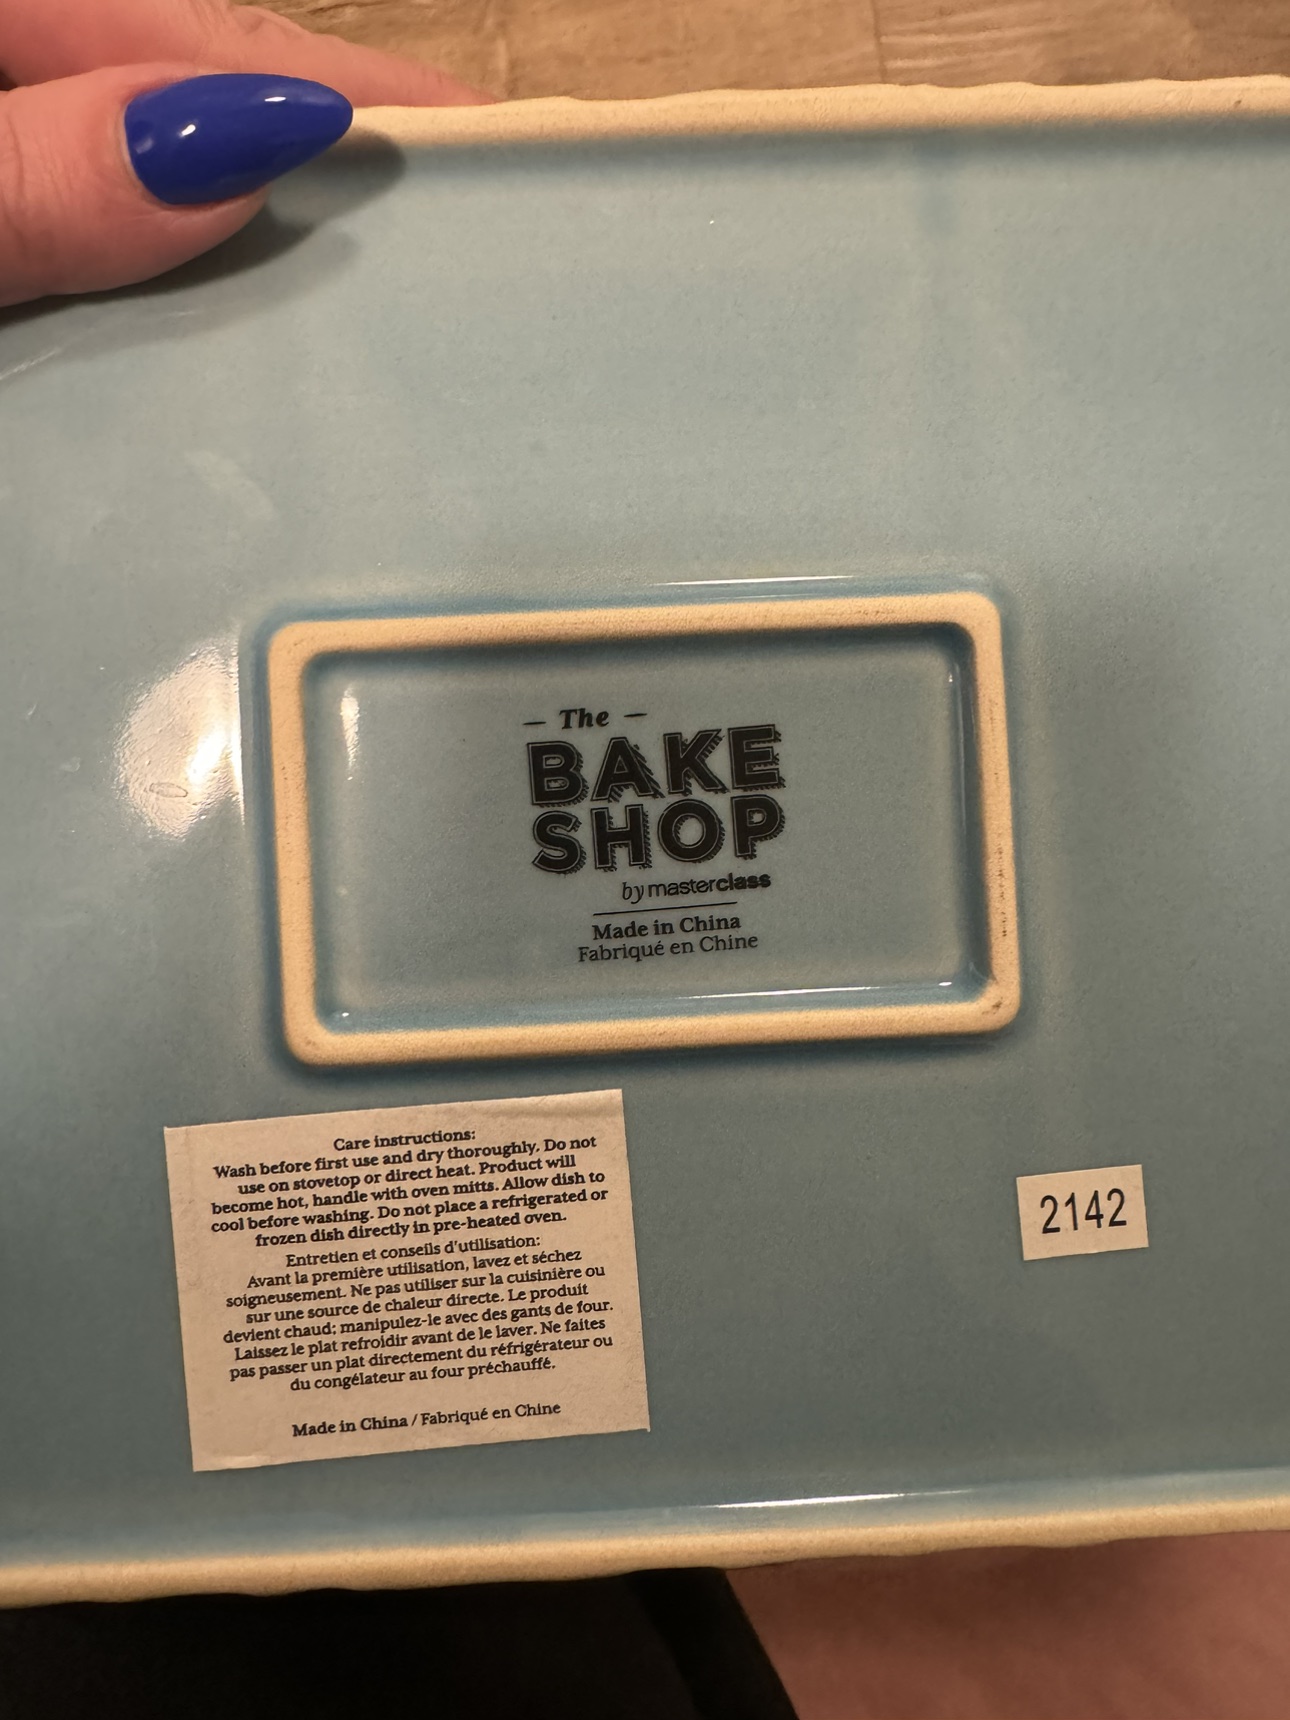 — The —
BAKE
SHOP
by masterclass
Made in China
Fabriqué en Chine
Care instructions:
Wash before first use and dry thoroughly. Do not
use on stovetop or direct heat. Product will
become hot, handle with oven mitts. Allow dish to
cool before washing. Do not place a refrigerated or
frozen dish directly in pre-heated oven.
Entretien et conseils d'utilisation:
Avant la première utilisation, lavez et séchez
soigneusement. Ne pas utiliser sur la cuisinière ou
sur une source de chaleur directe. Le produit
devient chaud; manipulez-le avec des gants de four.
Laissez le plat refroidir avant de le laver. Ne faites
pas passer un plat directement du réfrigérateur ou
du congélateur au four préchauffé.
Made in China / Fabriqué en Chine
2142